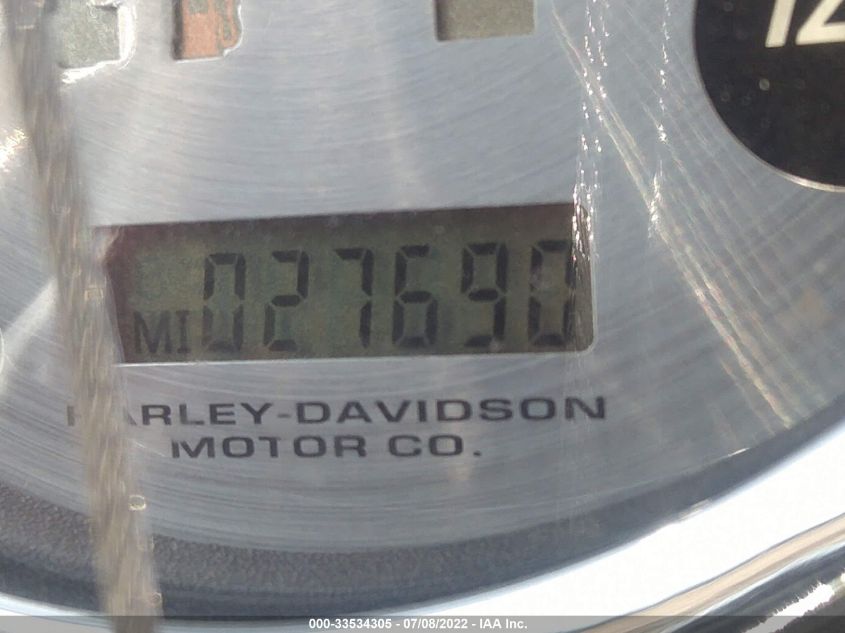 12
MI 027690
HARLEY-DAVIDSON
MOTOR CO.
000-33534305 - 07/08/2022 - IAA Inc.